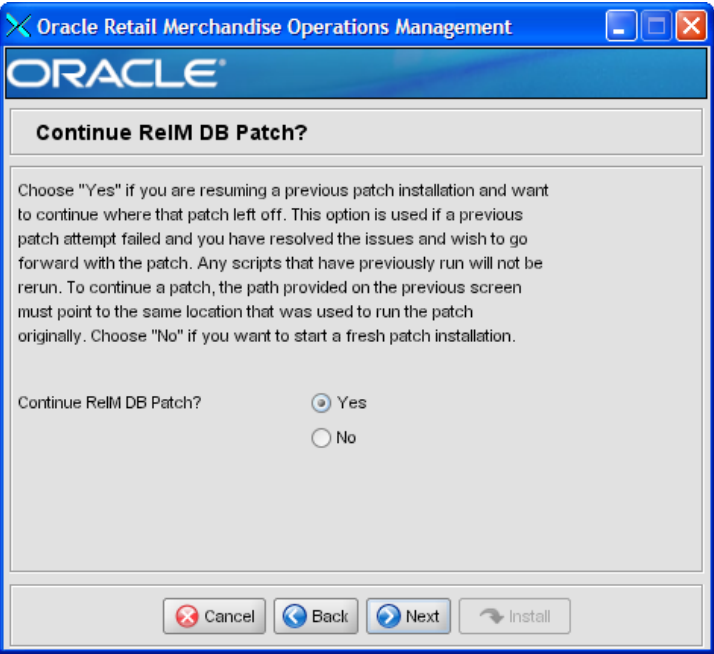 Oracle Retail Merchandise Operations Management
ORACLE
Continue ReIM DB Patch?
Choose "Yes" if you are resuming a previous patch installation and want
to continue where that patch left off. This option is used if a previous
patch attempt failed and you have resolved the issues and wish to go
forward with the patch. Any scripts that have previously run will not be
rerun. To continue a patch, the path provided on the previous screen
must point to the same location that was used to run the patch
originally. Choose "No" if you want to start a fresh patch installation.
Continue ReIM DB Patch?
Yes
No
Cancel
Back
Next
Install